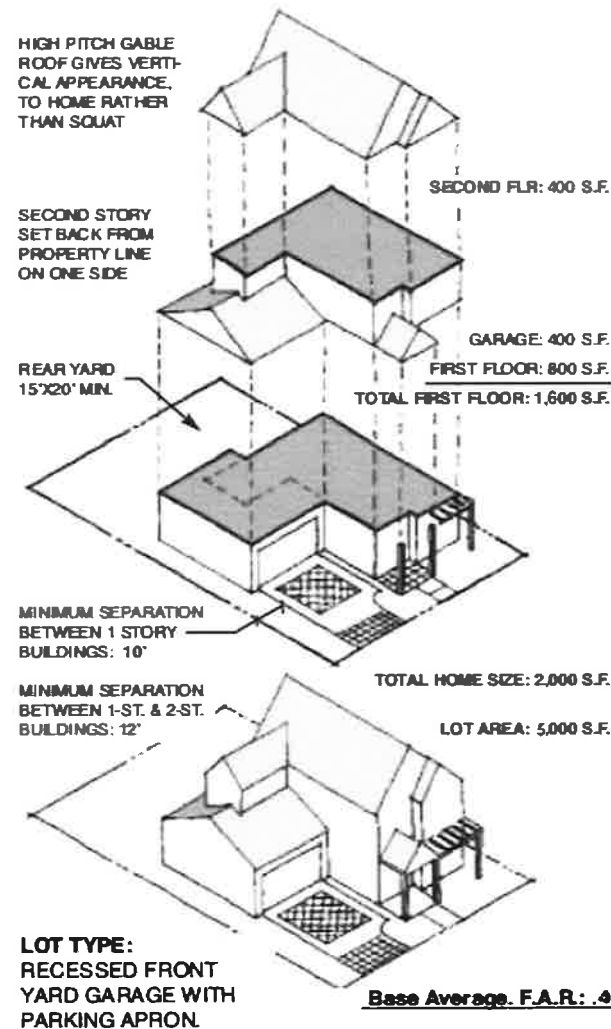 HIGH PITCH GABLE
ROOF GIVES VERTI-
CAL APPEARANCE,
TO HOME RATHER
THAN SQUAT
SECOND FLR: 400 S.F.
SECOND STORY
SET BACK FROM
PROPERTY LINE
ON ONE SIDE
GARAGE: 400 S.F.
FIRST FLOOR: 800 S.F.
TOTAL FIRST FLOOR: 1,600 S.F.
REAR YARD
15'X20' MIN.
MINIMUM SEPARATION
BETWEEN 1 STORY
BUILDINGS: 10'
TOTAL HOME SIZE: 2,000 S.F.
MINIMUM SEPARATION
BETWEEN 1-ST. & 2-ST.
BUILDINGS: 12'
LOT AREA: 5,000 S.F.
LOT TYPE:
RECESSED FRONT
YARD GARAGE WITH
PARKING APRON.
Base Average. F.A.R.: .4